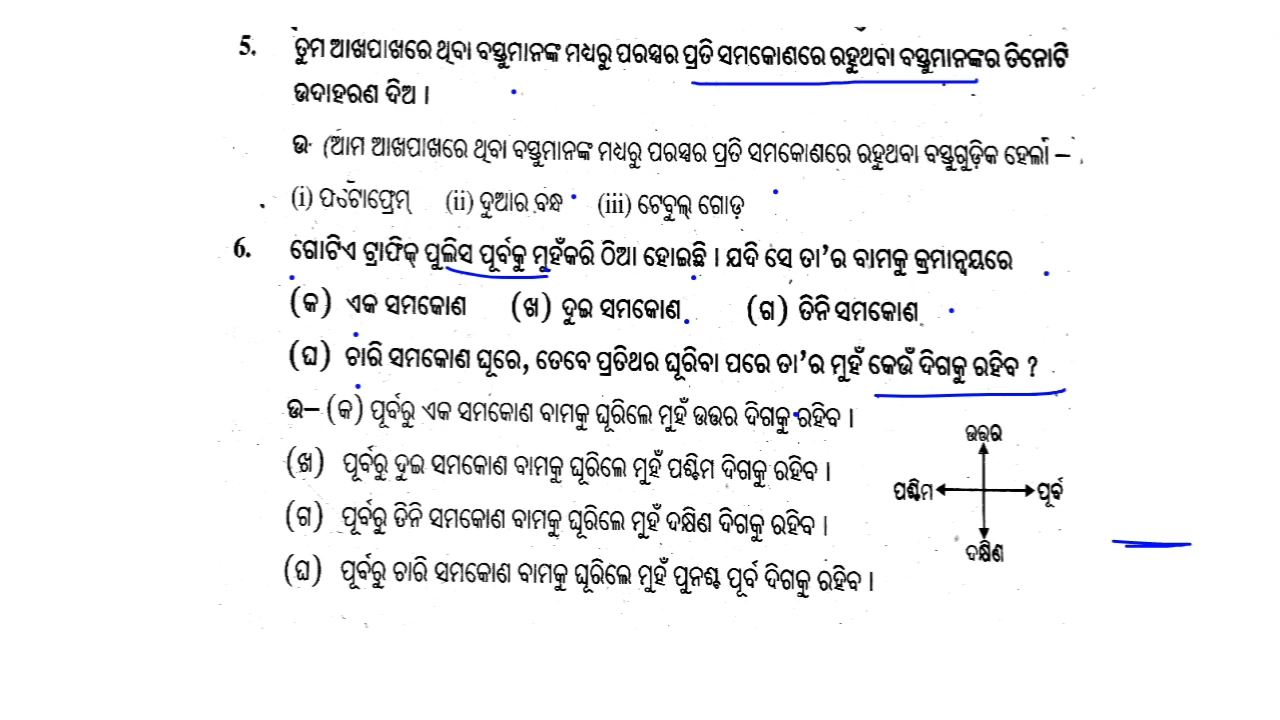 5. ତୁମ ଆଖପାଖରେ ଥିବା ବସ୍ତୁମାନଙ୍କ ମଧ୍ୟରୁ ପରସ୍ପର ପ୍ରତି ସମକୋଣରେ ରହୁଥିବା ବସ୍ତୁମାନଙ୍କର ତିନୋଟି
ଉଦାହରଣ ଦିଅ ।
ଉ- (ଆମ ଆଖପାଖରେ ଥିବା ବସ୍ତୁମାନଙ୍କ ମଧ୍ୟରୁ ପରସ୍ପର ପ୍ରତି ସମକୋଣରେ ରହୁଥିବା ବସ୍ତୁଗୁଡ଼ିକ ହେଲା –
(i) ଫଟୋଫ୍ରେମ୍ (ii) ଦୁଆର ବନ୍ଧ (iii) ଟେବୁଲ୍ ଗୋଡ଼
6. ଗୋଟିଏ ଟ୍ରାଫିକ୍ ପୁଲିସ ପୂର୍ବକୁ ମୁହଁକରି ଠିଆ ହୋଇଛି । ଯଦି ସେ ତା’ର ବାମକୁ କ୍ରମାନ୍ୱୟରେ
(କ) ଏକ ସମକୋଣ (ଖ) ଦୁଇ ସମକୋଣ (ଗ) ତିନି ସମକୋଣ
(ଘ) ଚାରି ସମକୋଣ ଘୂରେ, ତେବେ ପ୍ରତିଥର ଘୂରିବା ପରେ ତା’ର ମୁହଁ କେଉଁ ଦିଗକୁ ରହିବ ?
ଉ– (କ) ପୂର୍ବରୁ ଏକ ସମକୋଣ ବାମକୁ ଘୂରିଲେ ମୁହଁ ଉତ୍ତର ଦିଗକୁ ରହିବ ।
(ଖ) ପୂର୍ବରୁ ଦୁଇ ସମକୋଣ ବାମକୁ ଘୂରିଲେ ମୁହଁ ପଶ୍ଚିମ ଦିଗକୁ ରହିବ ।
(ଗ) ପୂର୍ବରୁ ତିନି ସମକୋଣ ବାମକୁ ଘୂରିଲେ ମୁହଁ ଦକ୍ଷିଣ ଦିଗକୁ ରହିବ ।
(ଘ) ପୂର୍ବରୁ ଚାରି ସମକୋଣ ବାମକୁ ଘୂରିଲେ ମୁହଁ ପୁନଶ୍ଚ ପୂର୍ବ ଦିଗକୁ ରହିବ ।
ଉତ୍ତର
ପଶ୍ଚିମ ପୂର୍ବ
ଦକ୍ଷିଣ